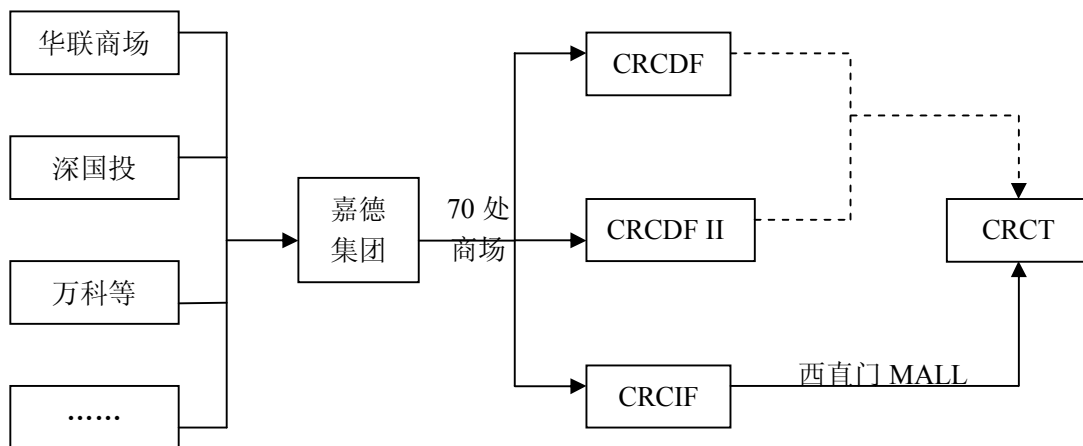 华联商场
深国投
万科等
……
嘉德
集团
70 处
商场
CRCDF
CRCDF II
CRCIF
西直门 MALL
CRCT